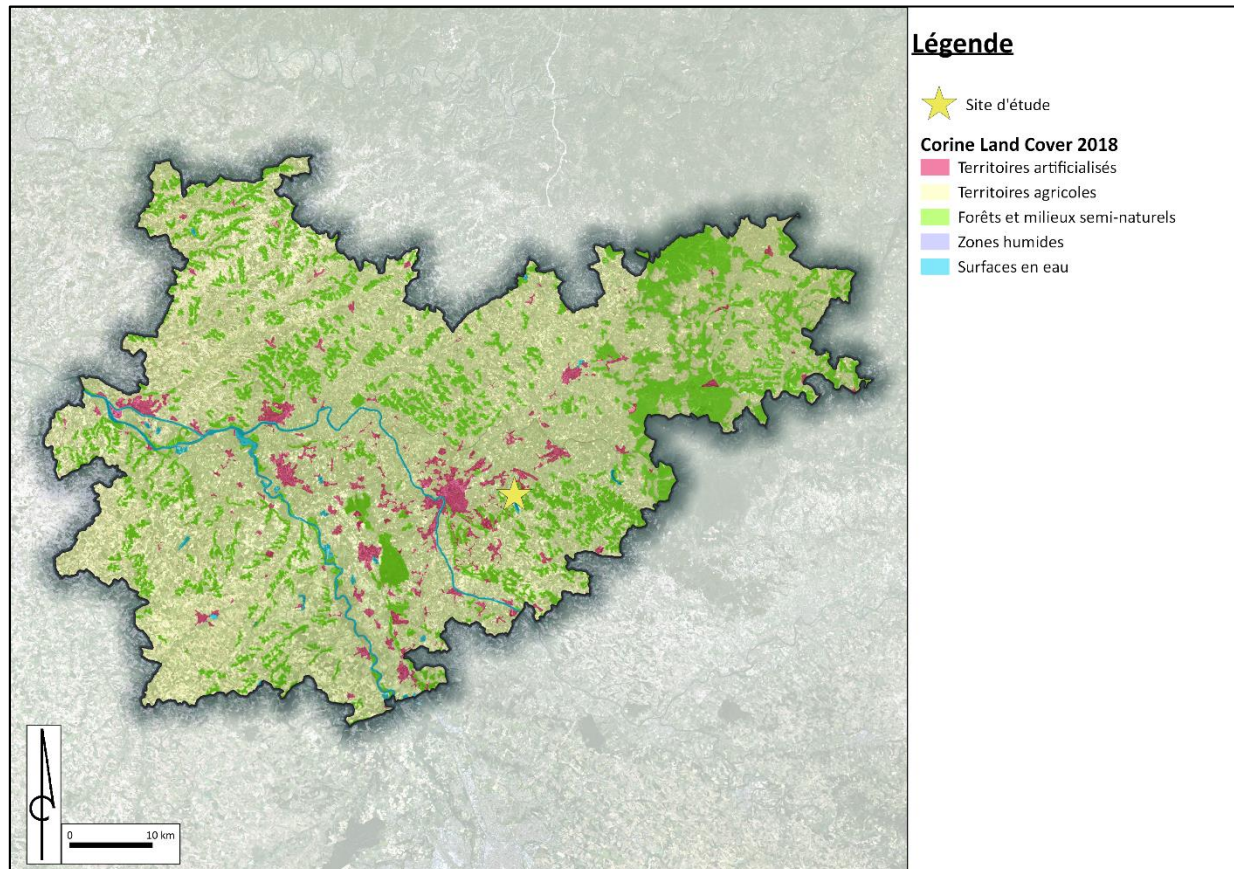 Légende
Site d'étude
Corine Land Cover 2018
Territoires artificialisés
Territoires agricoles
Forêts et milieux semi-naturels
Zones humides
Surfaces en eau
0 10 km